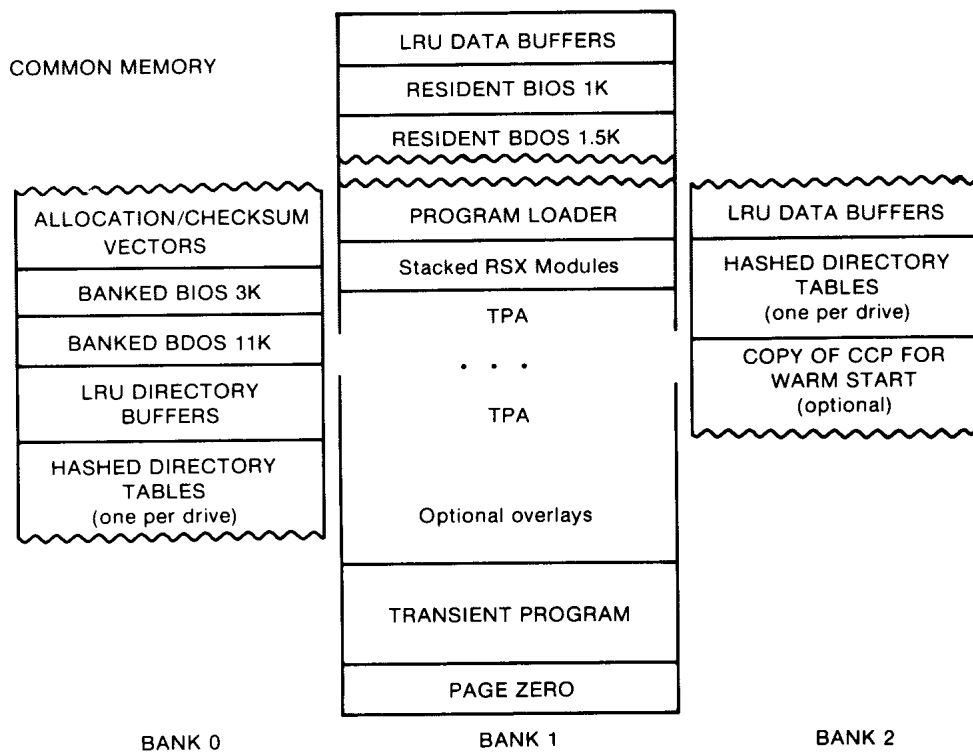 COMMON MEMORY
LRU DATA BUFFERS
RESIDENT BIOS 1K
RESIDENT BDOS 1.5K
ALLOCATION/CHECKSUM
VECTORS
BANKED BIOS 3K
BANKED BDOS 11K
LRU DIRECTORY
BUFFERS
HASHED DIRECTORY
TABLES
(one per drive)
PROGRAM LOADER
Stacked RSX Modules
TPA
. . .
TPA
Optional overlays
TRANSIENT PROGRAM
PAGE ZERO
LRU DATA BUFFERS
HASHED DIRECTORY
TABLES
(one per drive)
COPY OF CCP FOR
WARM START
(optional)
BANK 0
BANK 1
BANK 2